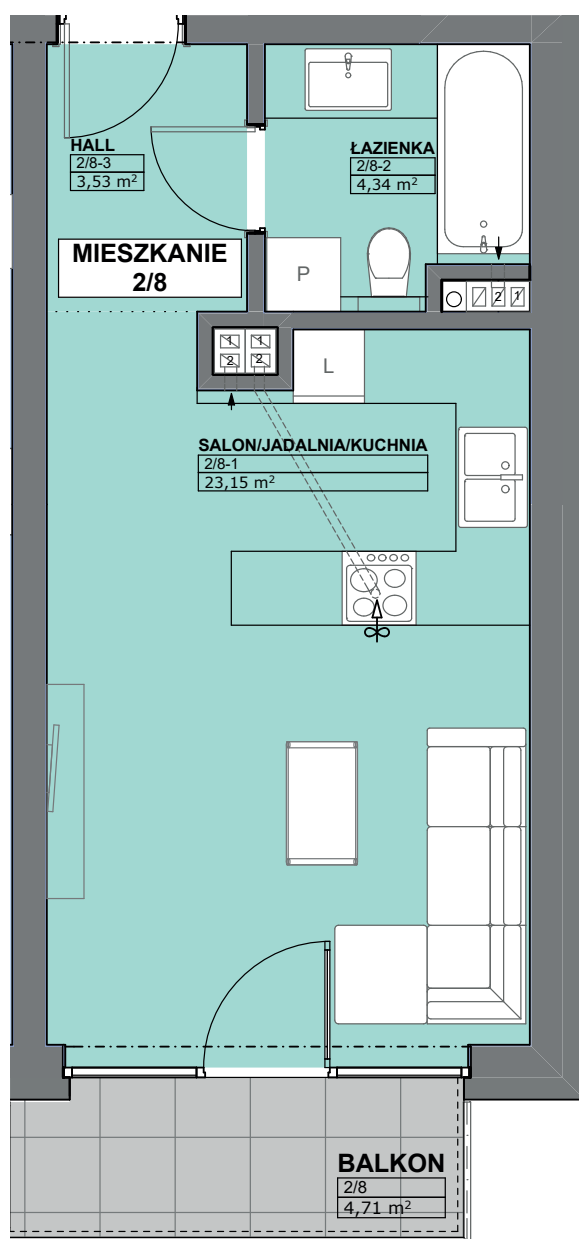 HALL
2/8-3
3,53 m²
ŁAZIENKA
2/8-2
4,34 m²
MIESZKANIE
2/8
P
2 1
1 1
2 2
L
SALON/JADALNIA/KUCHNIA
2/8-1
23,15 m²
BALKON
2/8
4,71 m²